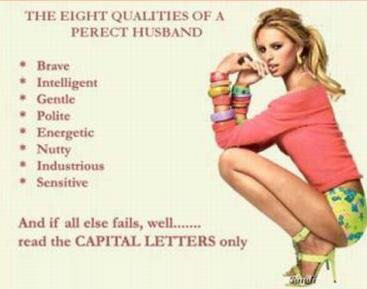 THE EIGHT QUALITIES OF A
PERECT HUSBAND
* Brave
* Intelligent
* Gentle
* Polite
* Energetic
* Nutty
* Industrious
* Sensitive
And if all else fails, well.......
read the CAPITAL LETTERS only